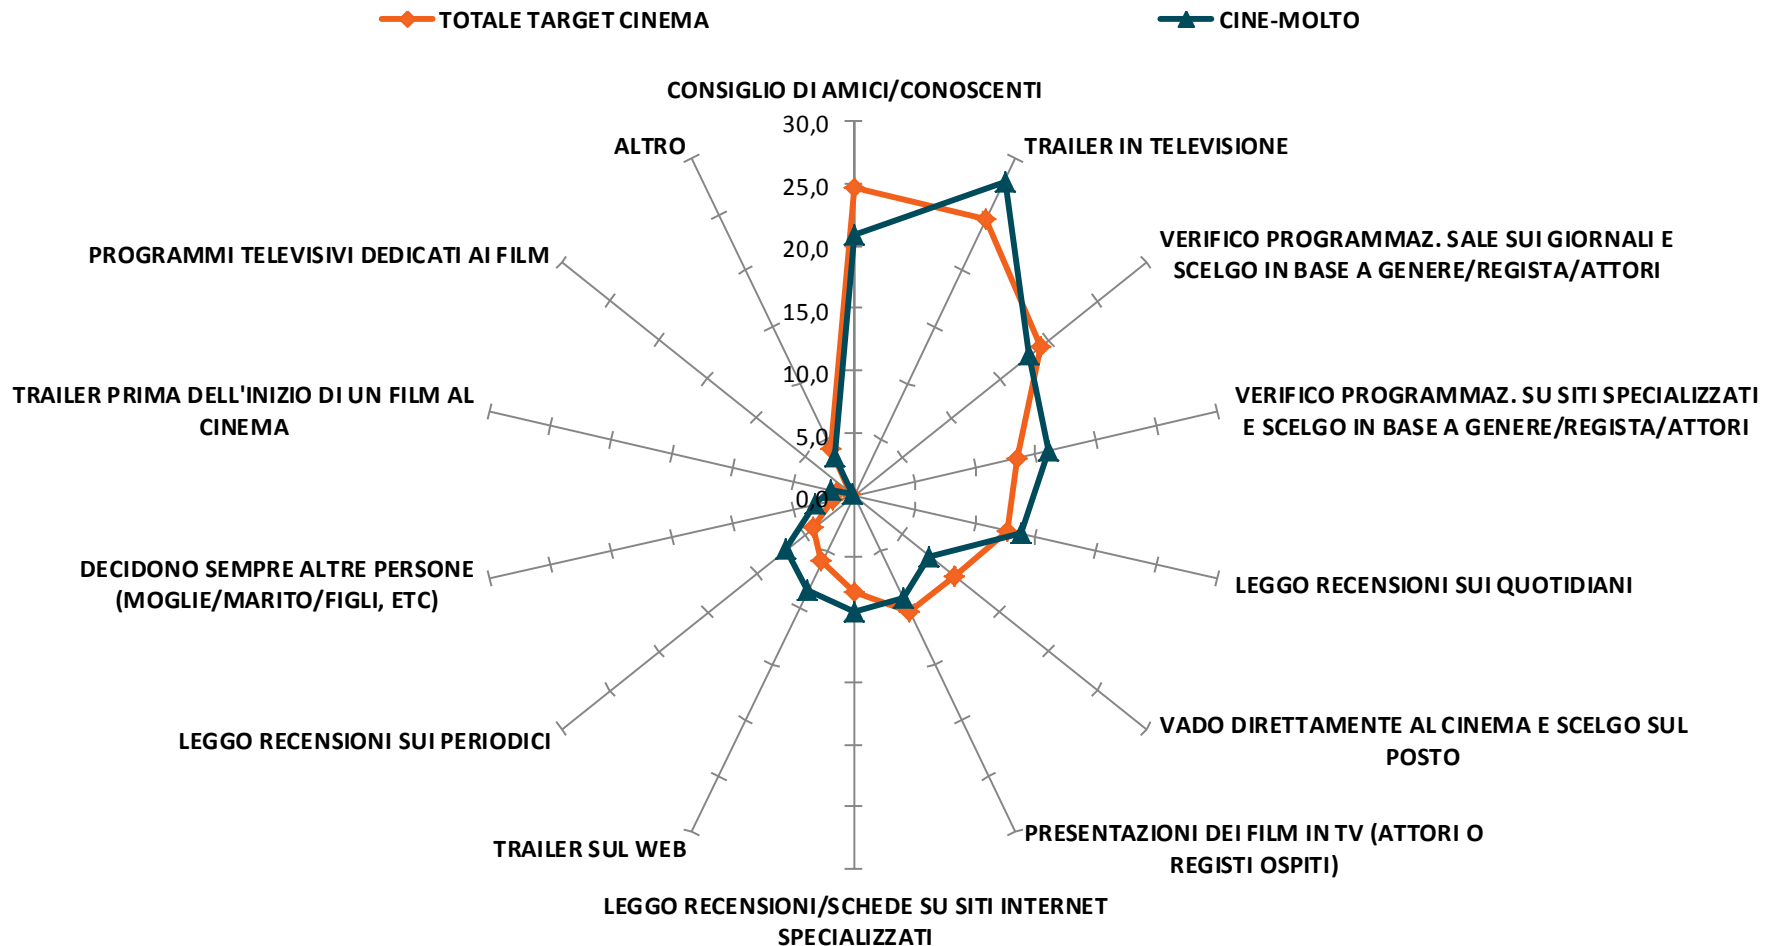 TOTALE TARGET CINEMA
CINE-MOLTO
CONSIGLIO DI AMICI/CONOSCENTI
30,0
25,0
20,0
15,0
10,0
5,0
0,0
TRAILER IN TELEVISIONE
VERIFICO PROGRAMMAZ. SALE SUI GIORNALI E
SCELGO IN BASE A GENERE/REGISTA/ATTORI
VERIFICO PROGRAMMAZ. SU SITI SPECIALIZZATI
E SCELGO IN BASE A GENERE/REGISTA/ATTORI
LEGGO RECENSIONI SUI QUOTIDIANI
VADO DIRETTAMENTE AL CINEMA E SCELGO SUL
POSTO
PRESENTAZIONI DEI FILM IN TV (ATTORI O
REGISTI OSPITI)
LEGGO RECENSIONI/SCHEDE SU SITI INTERNET
SPECIALIZZATI
TRAILER SUL WEB
LEGGO RECENSIONI SUI PERIODICI
DECIDONO SEMPRE ALTRE PERSONE
(MOGLIE/MARITO/FIGLI, ETC)
TRAILER PRIMA DELL'INIZIO DI UN FILM AL
CINEMA
PROGRAMMI TELEVISIVI DEDICATI AI FILM
ALTRO